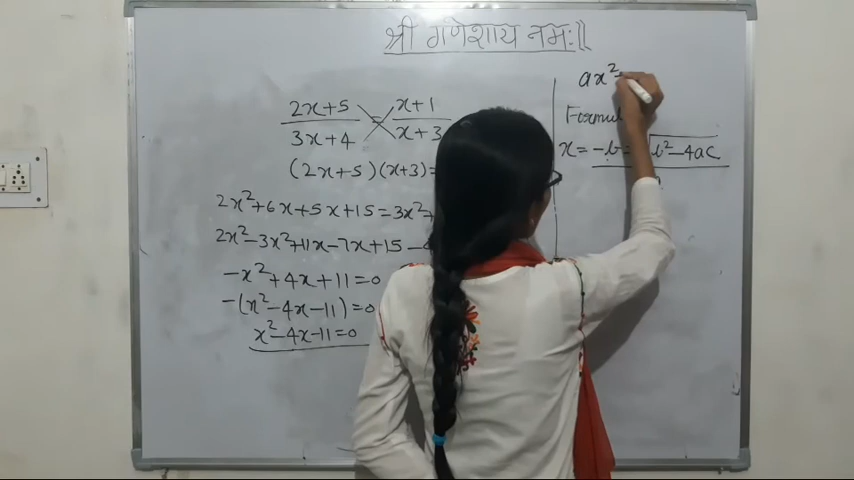 श्री गणेशाय नमः॥
2x+5/3x+4 = x+1/x+3
(2x+5)(x+3)=
2x²+6x+5x+15=3x²+
2x²-3x²+11x-7x+15-4
-x²+4x+11=0
-(x²-4x-11)=0
x²-4x-11=0
ax²
Formul
x= -b √b²-4ac